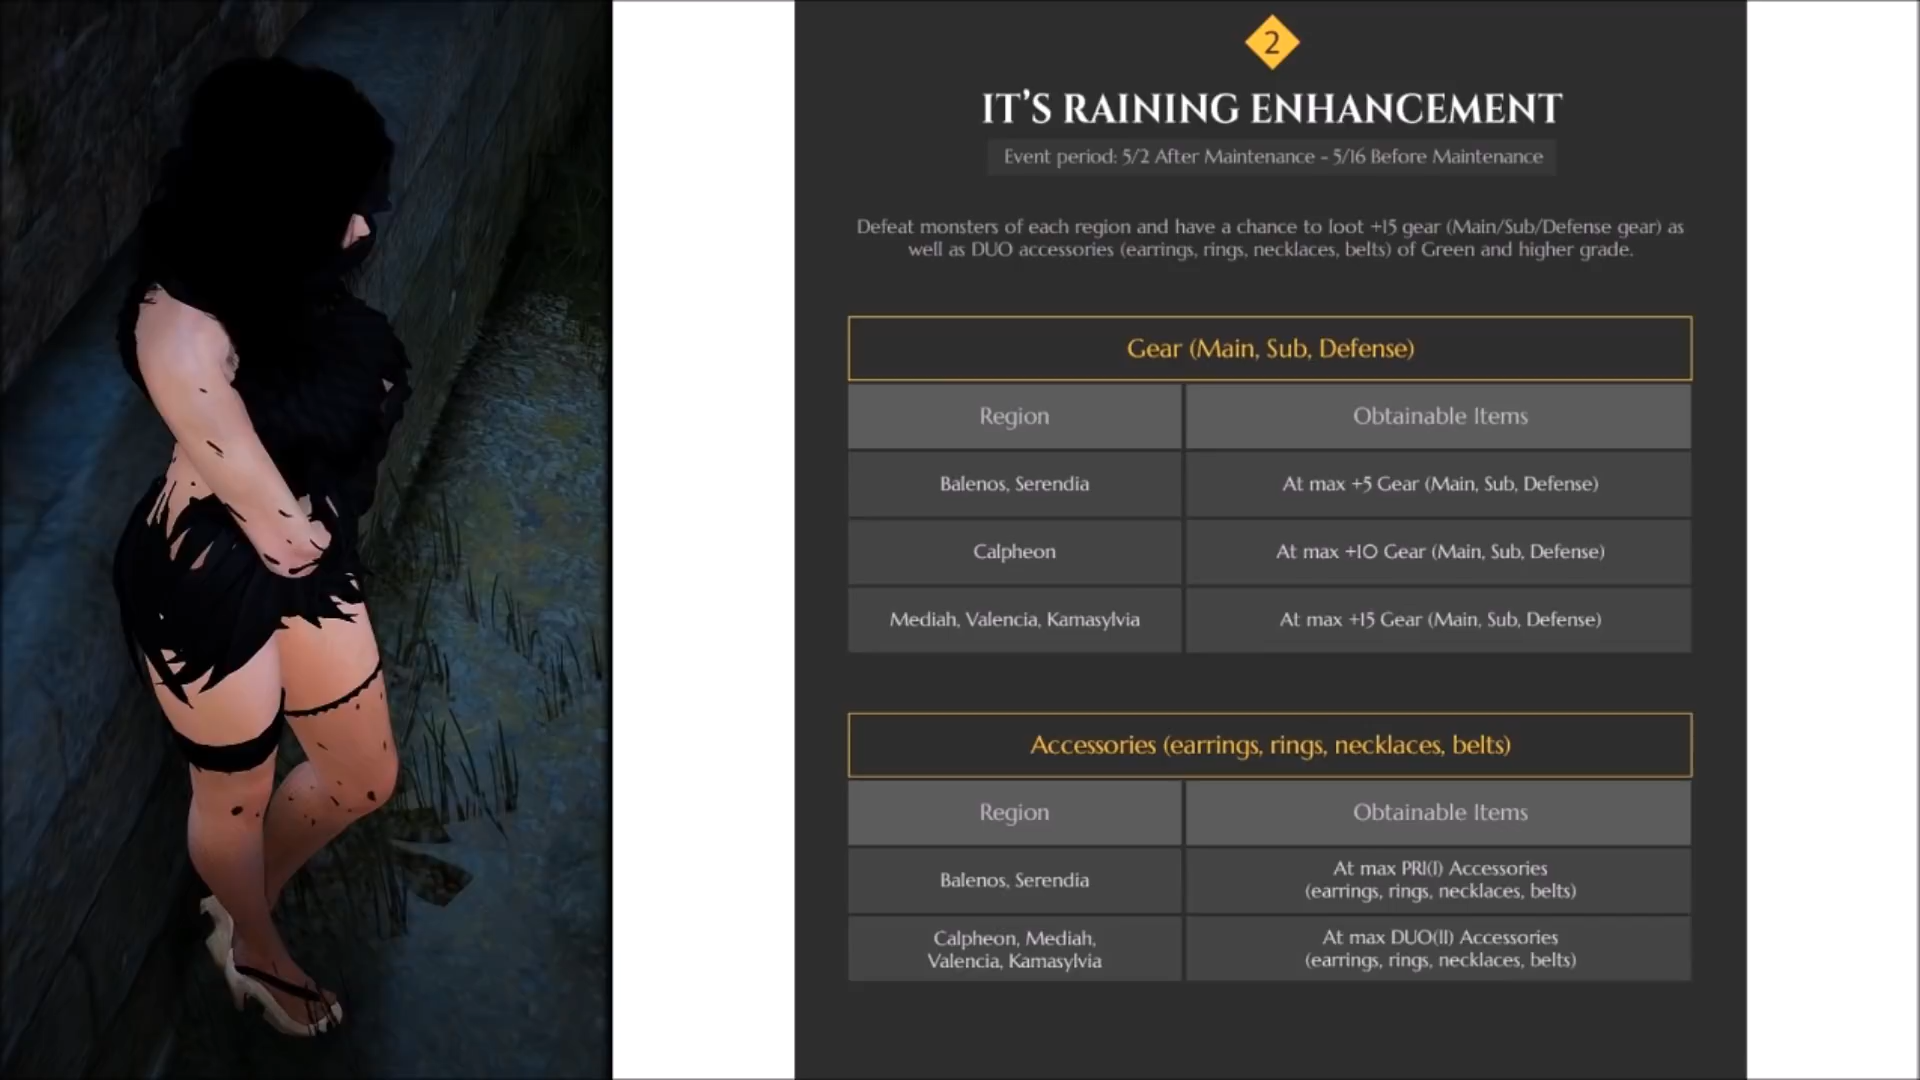 2
IT'S RAINING ENHANCEMENT
Event period: 5/2 After Maintenance - 5/16 Before Maintenance
Defeat monsters of each region and have a chance to loot +15 gear (Main/Sub/Defense gear) as
well as DUO accessories (earrings, rings, necklaces, belts) of Green and higher grade.
Gear (Main, Sub, Defense)
Region
Obtainable Items
Balenos, Serendia
At max +5 Gear (Main, Sub, Defense)
Calpheon
At max +10 Gear (Main, Sub, Defense)
Mediah, Valencia, Kamasylvia
At max +15 Gear (Main, Sub, Defense)
Accessories (earrings, rings, necklaces, belts)
Region
Obtainable Items
Balenos, Serendia
At max PRI(I) Accessories
(earrings, rings, necklaces, belts)
Calpheon, Mediah,
Valencia, Kamasylvia
At max DUO(II) Accessories
(earrings, rings, necklaces, belts)